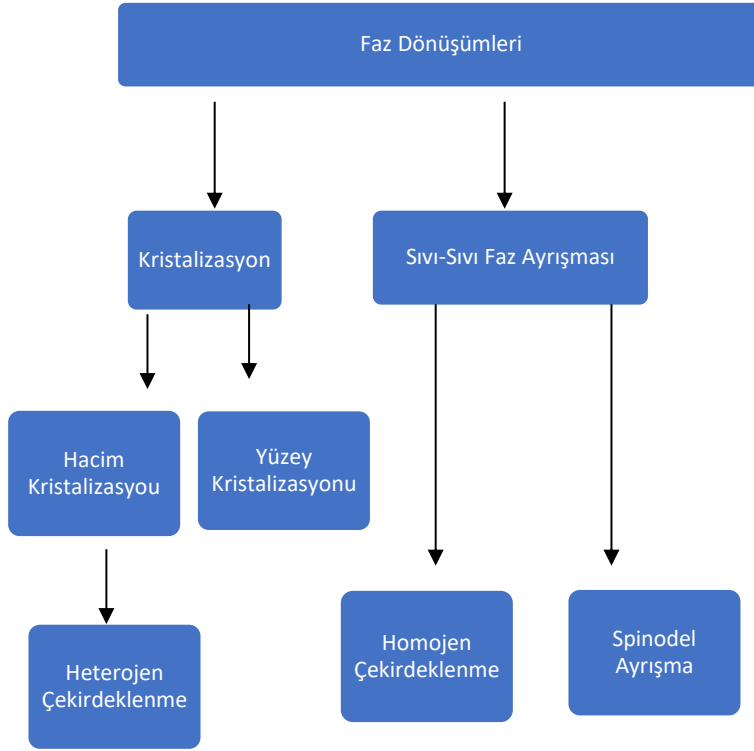 Faz Dönüşümleri
Kristalizasyon
Sıvı-Sıvı Faz Ayrışması
Hacim
Kristalizasyou
Yüzey
Kristalizasyonu
Heterojen
Çekirdeklenme
Homojen
Çekirdeklenme
Spinodel
Ayrışma